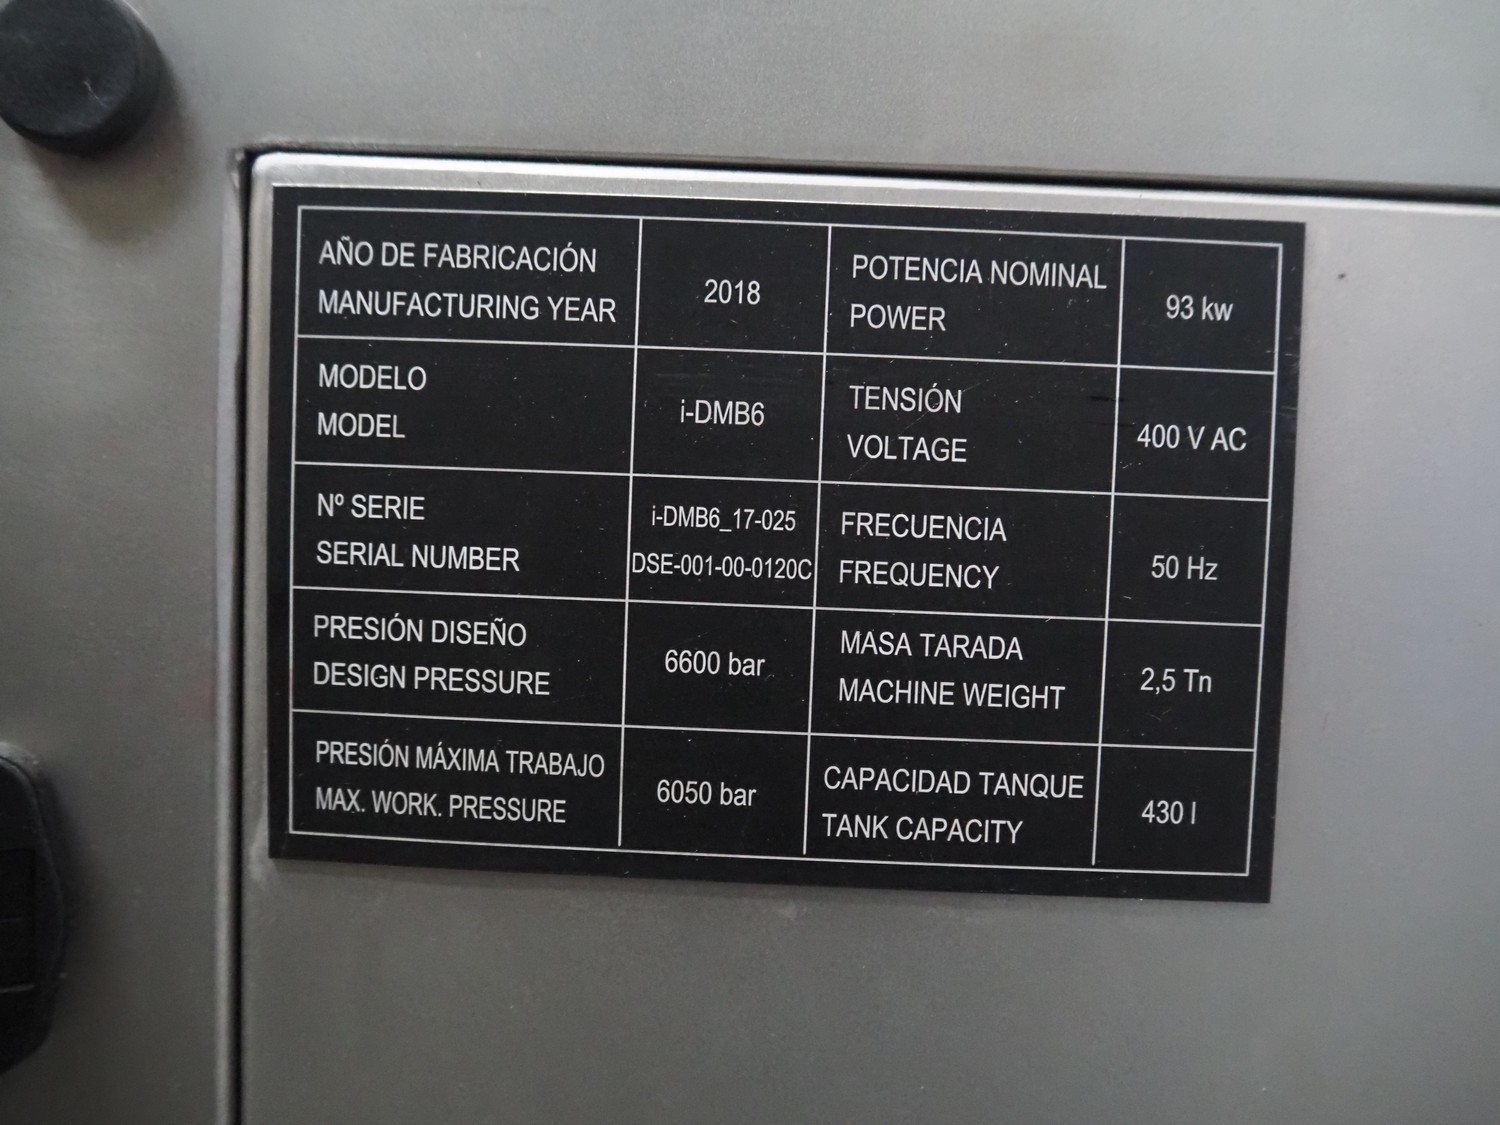 AÑO DE FABRICACIÓN
MANUFACTURING YEAR
2018
POTENCIA NOMINAL
POWER
93 kw
MODELO
MODEL
i-DMB6
TENSIÓN
VOLTAGE
400 V AC
Nº SERIE
SERIAL NUMBER
i-DMB6_17-025
DSE-001-00-0120C
FRECUENCIA
FREQUENCY
50 Hz
PRESIÓN DISEÑO
DESIGN PRESSURE
6600 bar
MASA TARADA
MACHINE WEIGHT
2,5 Tn
PRESIÓN MÁXIMA TRABAJO
MAX. WORK. PRESSURE
6050 bar
CAPACIDAD TANQUE
TANK CAPACITY
430 l